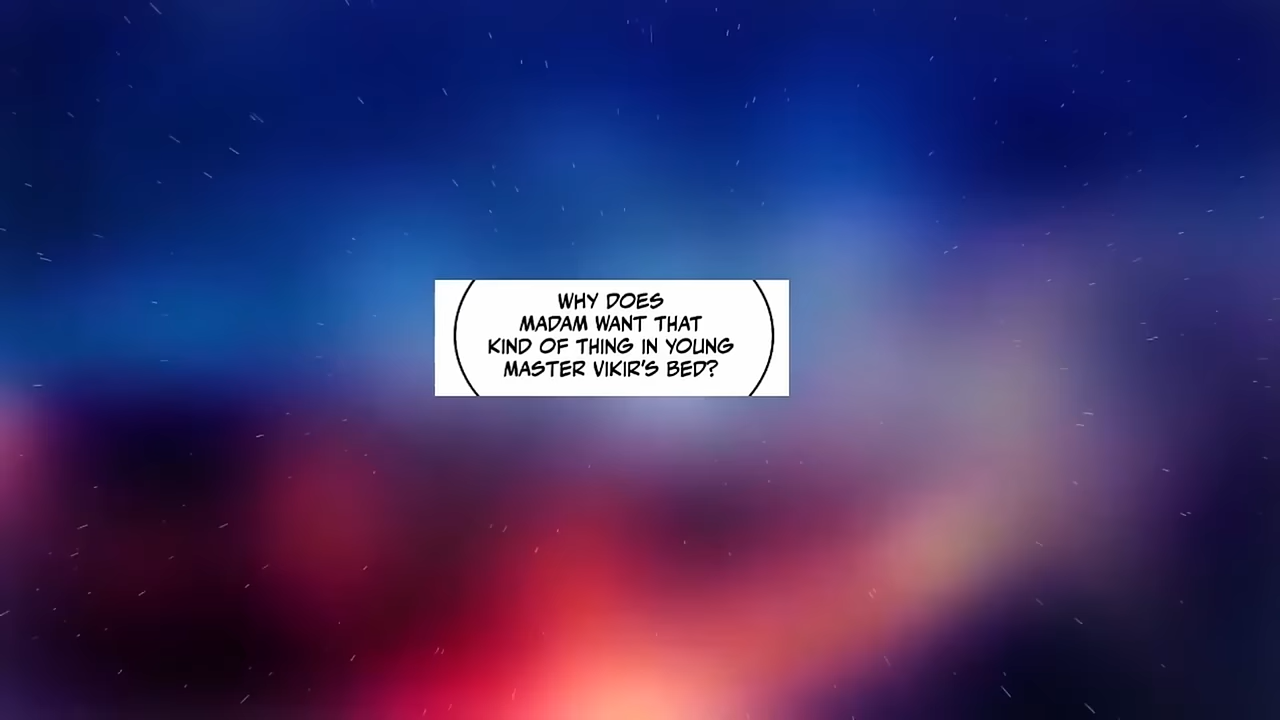 WHY DOES
MADAM WANT THAT
KIND OF THING IN YOUNG
MASTER VIKIR'S BED?